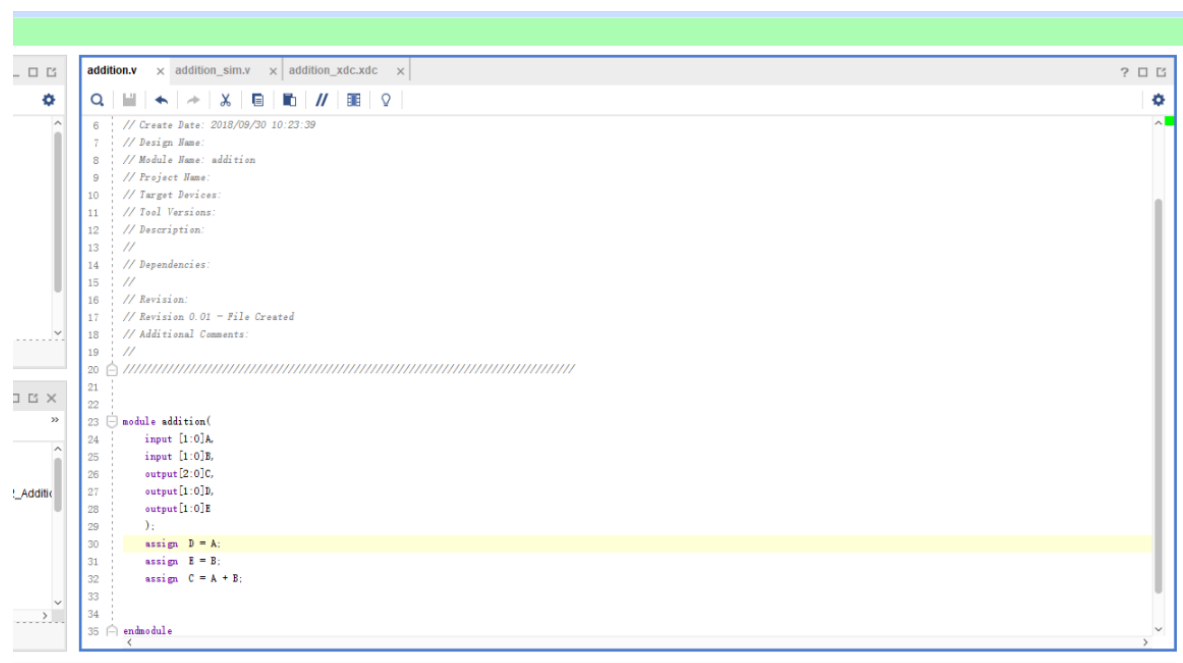 addition.v × addition_sim.v × addition_xdc.xdc ×
6 // Create Date: 2018/09/30 10:23:39
7 // Design Name:
8 // Module Name: addition
9 // Project Name:
10 // Target Devices:
11 // Tool Versions:
12 // Description:
13 //
14 // Dependencies:
15 //
16 // Revision:
17 // Revision 0.01 - File Created
18 // Additional Comments:
19 //
20 //////////////////////////////////////////////////////////////////////////////////
21
22
23 module addition(
24 input [1:0]A,
25 input [1:0]B,
26 output[2:0]C,
27 output[1:0]D,
28 output[1:0]E
29 );
30 assign D = A;
31 assign E = B;
32 assign C = A + B;
33
34
35 endmodule